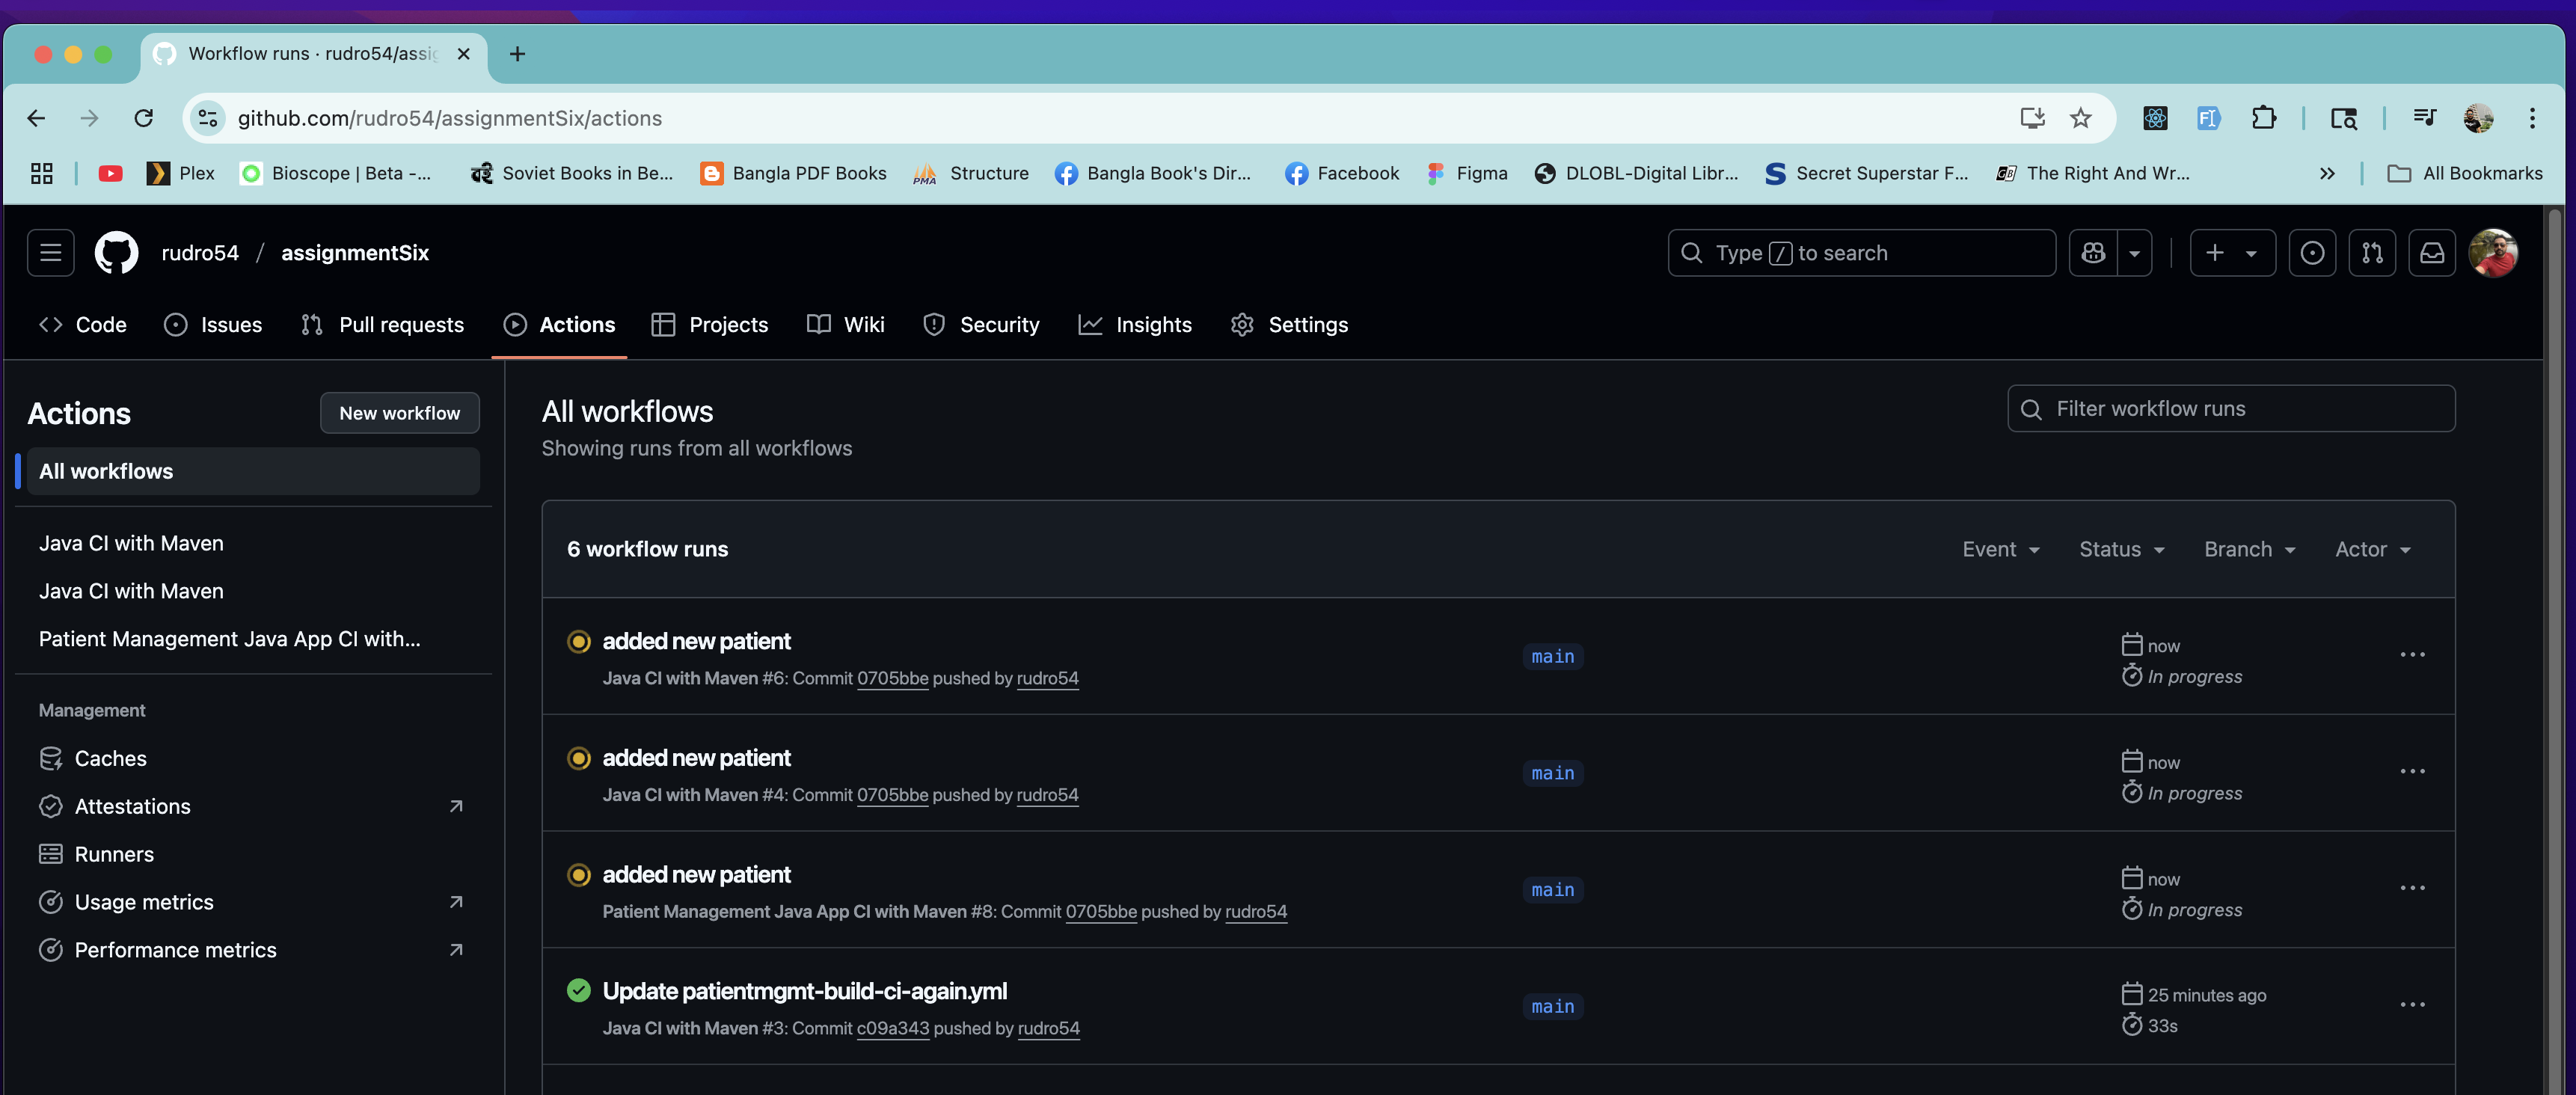 Workflow runs · rudro54/assig
github.com/rudro54/assignmentSix/actions
Plex
Bioscope | Beta -...
Soviet Books in Be...
Bangla PDF Books
PMA Structure
Bangla Book's Dir...
Facebook
Figma
DLOBL-Digital Libr...
Secret Superstar F...
The Right And Wr...
All Bookmarks
rudro54 / assignmentSix
Type / to search
Code
Issues
Pull requests
Actions
Projects
Wiki
Security
Insights
Settings
Actions
New workflow
All workflows
Java CI with Maven
Java CI with Maven
Patient Management Java App CI with...
Management
Caches
Attestations
Runners
Usage metrics
Performance metrics
All workflows
Showing runs from all workflows
Filter workflow runs
6 workflow runs
Event
Status
Branch
Actor
added new patient
Java CI with Maven #6: Commit 0705bbe pushed by rudro54
main
now
In progress
added new patient
Java CI with Maven #4: Commit 0705bbe pushed by rudro54
main
now
In progress
added new patient
Patient Management Java App CI with Maven #8: Commit 0705bbe pushed by rudro54
main
now
In progress
Update patientmgmt-build-ci-again.yml
Java CI with Maven #3: Commit c09a343 pushed by rudro54
main
25 minutes ago
33s